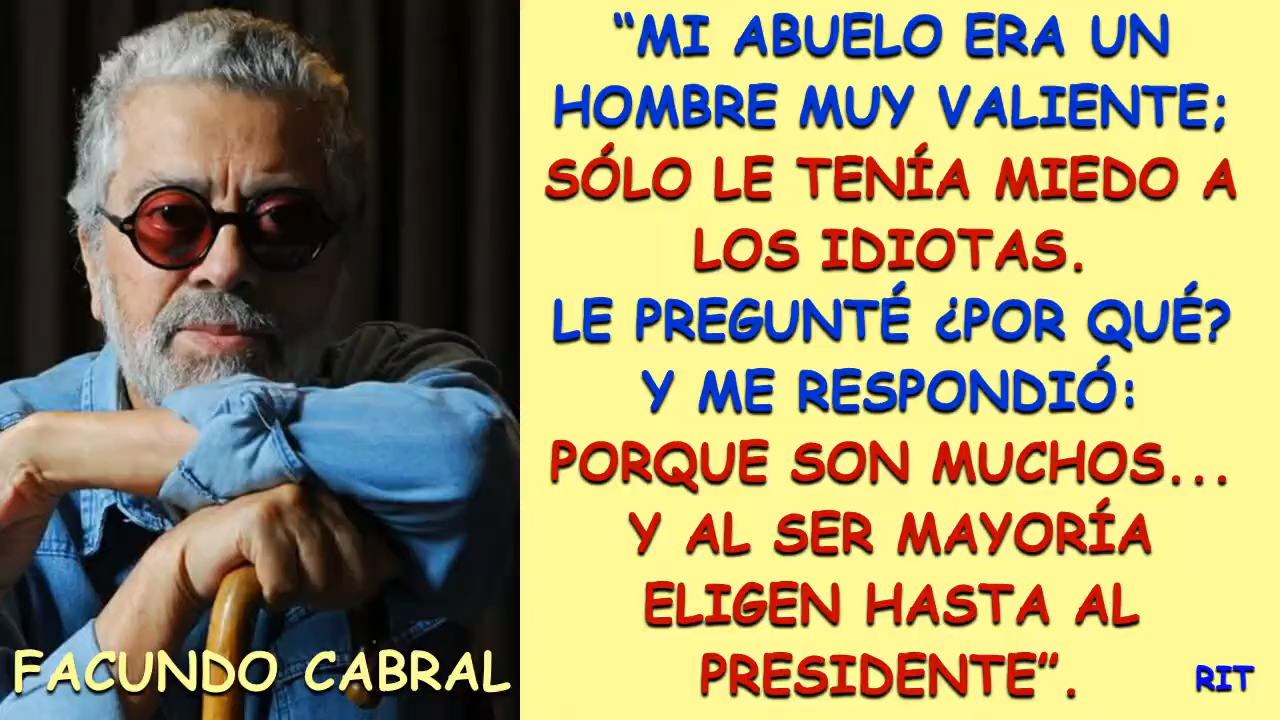 “MI ABUELO ERA UN
HOMBRE MUY VALIENTE;
SÓLO LE TENÍA MIEDO A
LOS IDIOTAS.
LE PREGUNTÉ ¿POR QUÉ?
Y ME RESPONDIÓ:
PORQUE SON MUCHOS...
Y AL SER MAYORÍA
ELIGEN HASTA AL
PRESIDENTE”.
FACUNDO CABRAL
RIT